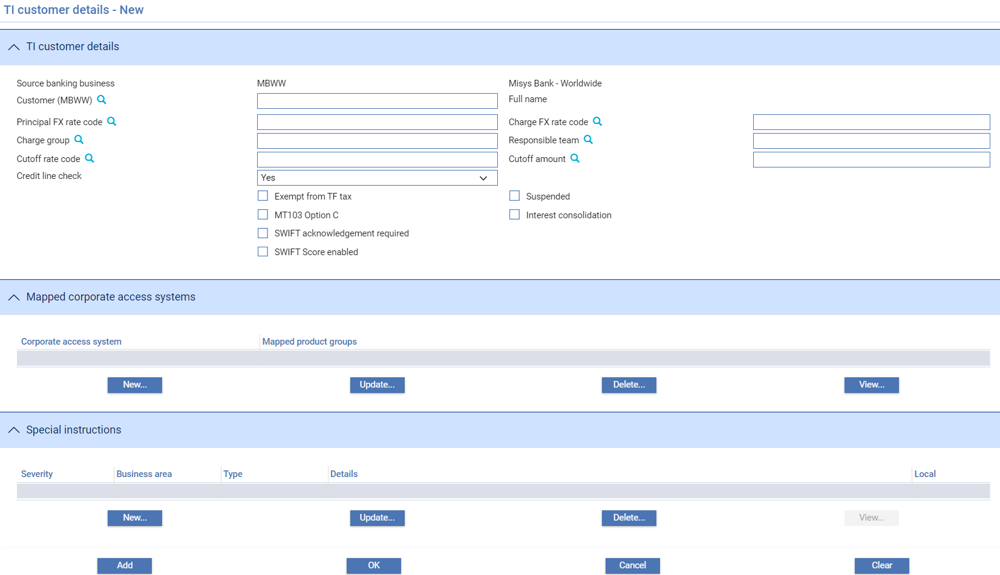 TI customer details - New
TI customer details
Source banking business MBWW Misys Bank - Worldwide
Customer (MBWW) Full name
Principal FX rate code Charge FX rate code
Charge group Responsible team
Cutoff rate code Cutoff amount
Credit line check Yes
Exempt from TF tax Suspended
MT103 Option C Interest consolidation
SWIFT acknowledgement required
SWIFT Score enabled
Mapped corporate access systems
Corporate access system Mapped product groups
New... Update... Delete... View...
Special instructions
Severity Business area Type Details Local
New... Update... Delete... View...
Add OK Cancel Clear